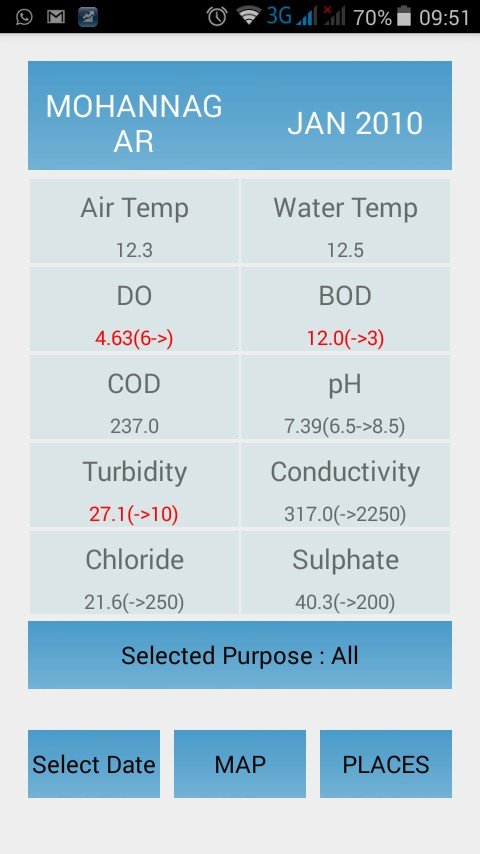 3G 70% 09:51
MOHANNAG
AR
JAN 2010
Air Temp Water Temp
12.3 12.5
DO BOD
4.63(6->) 12.0(->3)
COD pH
237.0 7.39(6.5->8.5)
Turbidity Conductivity
27.1(->10) 317.0(->2250)
Chloride Sulphate
21.6(->250) 40.3(->200)
Selected Purpose : All
Select Date MAP PLACES